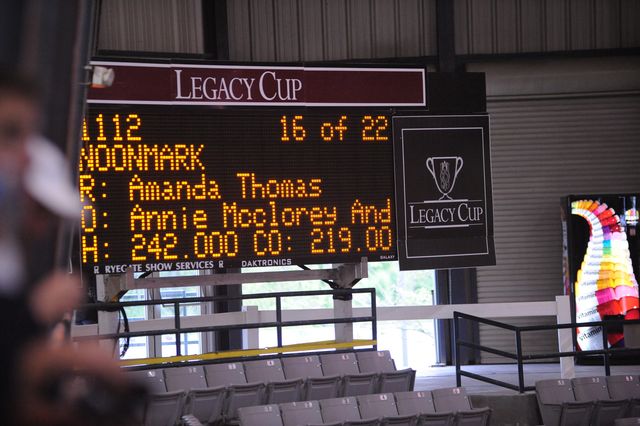 LEGACY CUP
1112 16 of 22
NOONMARK
R: Amanda Thomas
O: Annie Mcclorey And
H: 242.000 CO: 219.00
RYEGATE SHOW SERVICES DAKTRONICS GALAXY
LEGACY CUP